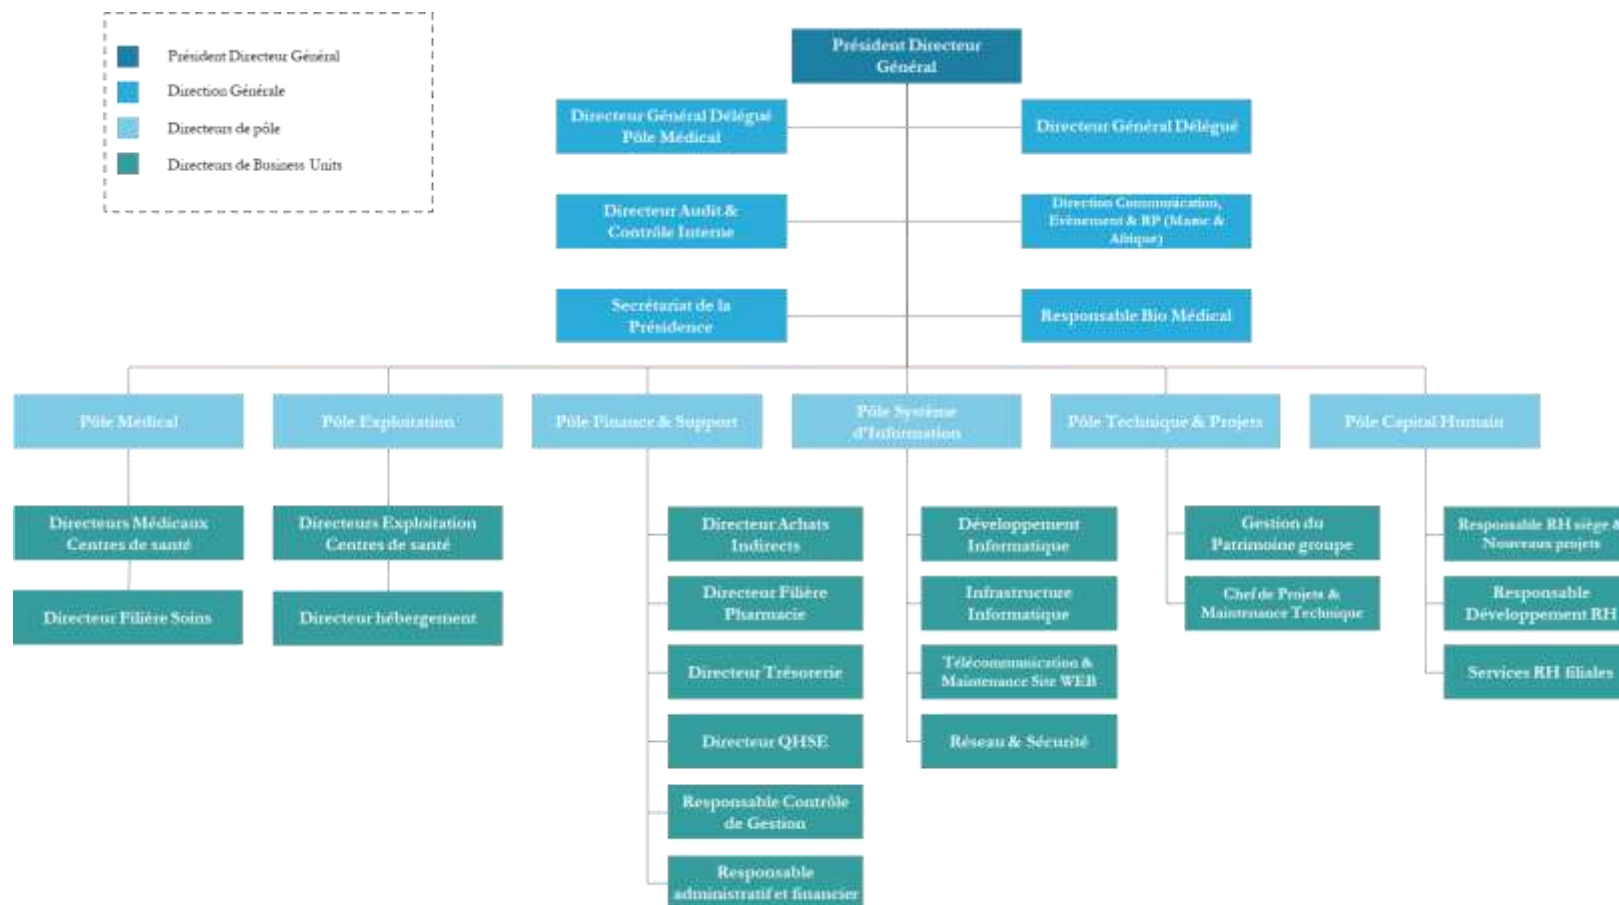 Président Directeur Général
Direction Générale
Directeurs de pôle
Directeurs de Business Units
Président Directeur
Général
Directeur Général Délégué
Pôle Médical
Directeur Général Délégué
Directeur Audit &
Contrôle Interne
Direction Communication,
Evènement & RP (Maroc &
Afrique)
Secrétariat de la
Présidence
Responsable Bio Médical
Pôle Médical
Pôle Exploitation
Pôle Finance & Support
Pôle Système
d'Information
Pôle Technique & Projets
Pôle Capital Humain
Directeurs Médicaux
Centres de santé
Directeur Filière Soins
Directeurs Exploitation
Centres de santé
Directeur hébergement
Directeur Achats
Indirects
Directeur Filière
Pharmacie
Directeur Trésorerie
Directeur QHSE
Responsable Contrôle
de Gestion
Responsable
administratif et financier
Développement
Informatique
Infrastructure
Informatique
Télécommunication &
Maintenance Site WEB
Réseau & Sécurité
Gestion du
Patrimoine groupe
Chef de Projets &
Maintenance Technique
Responsable RH siège &
Nouveaux projets
Responsable
Développement RH
Services RH filiales